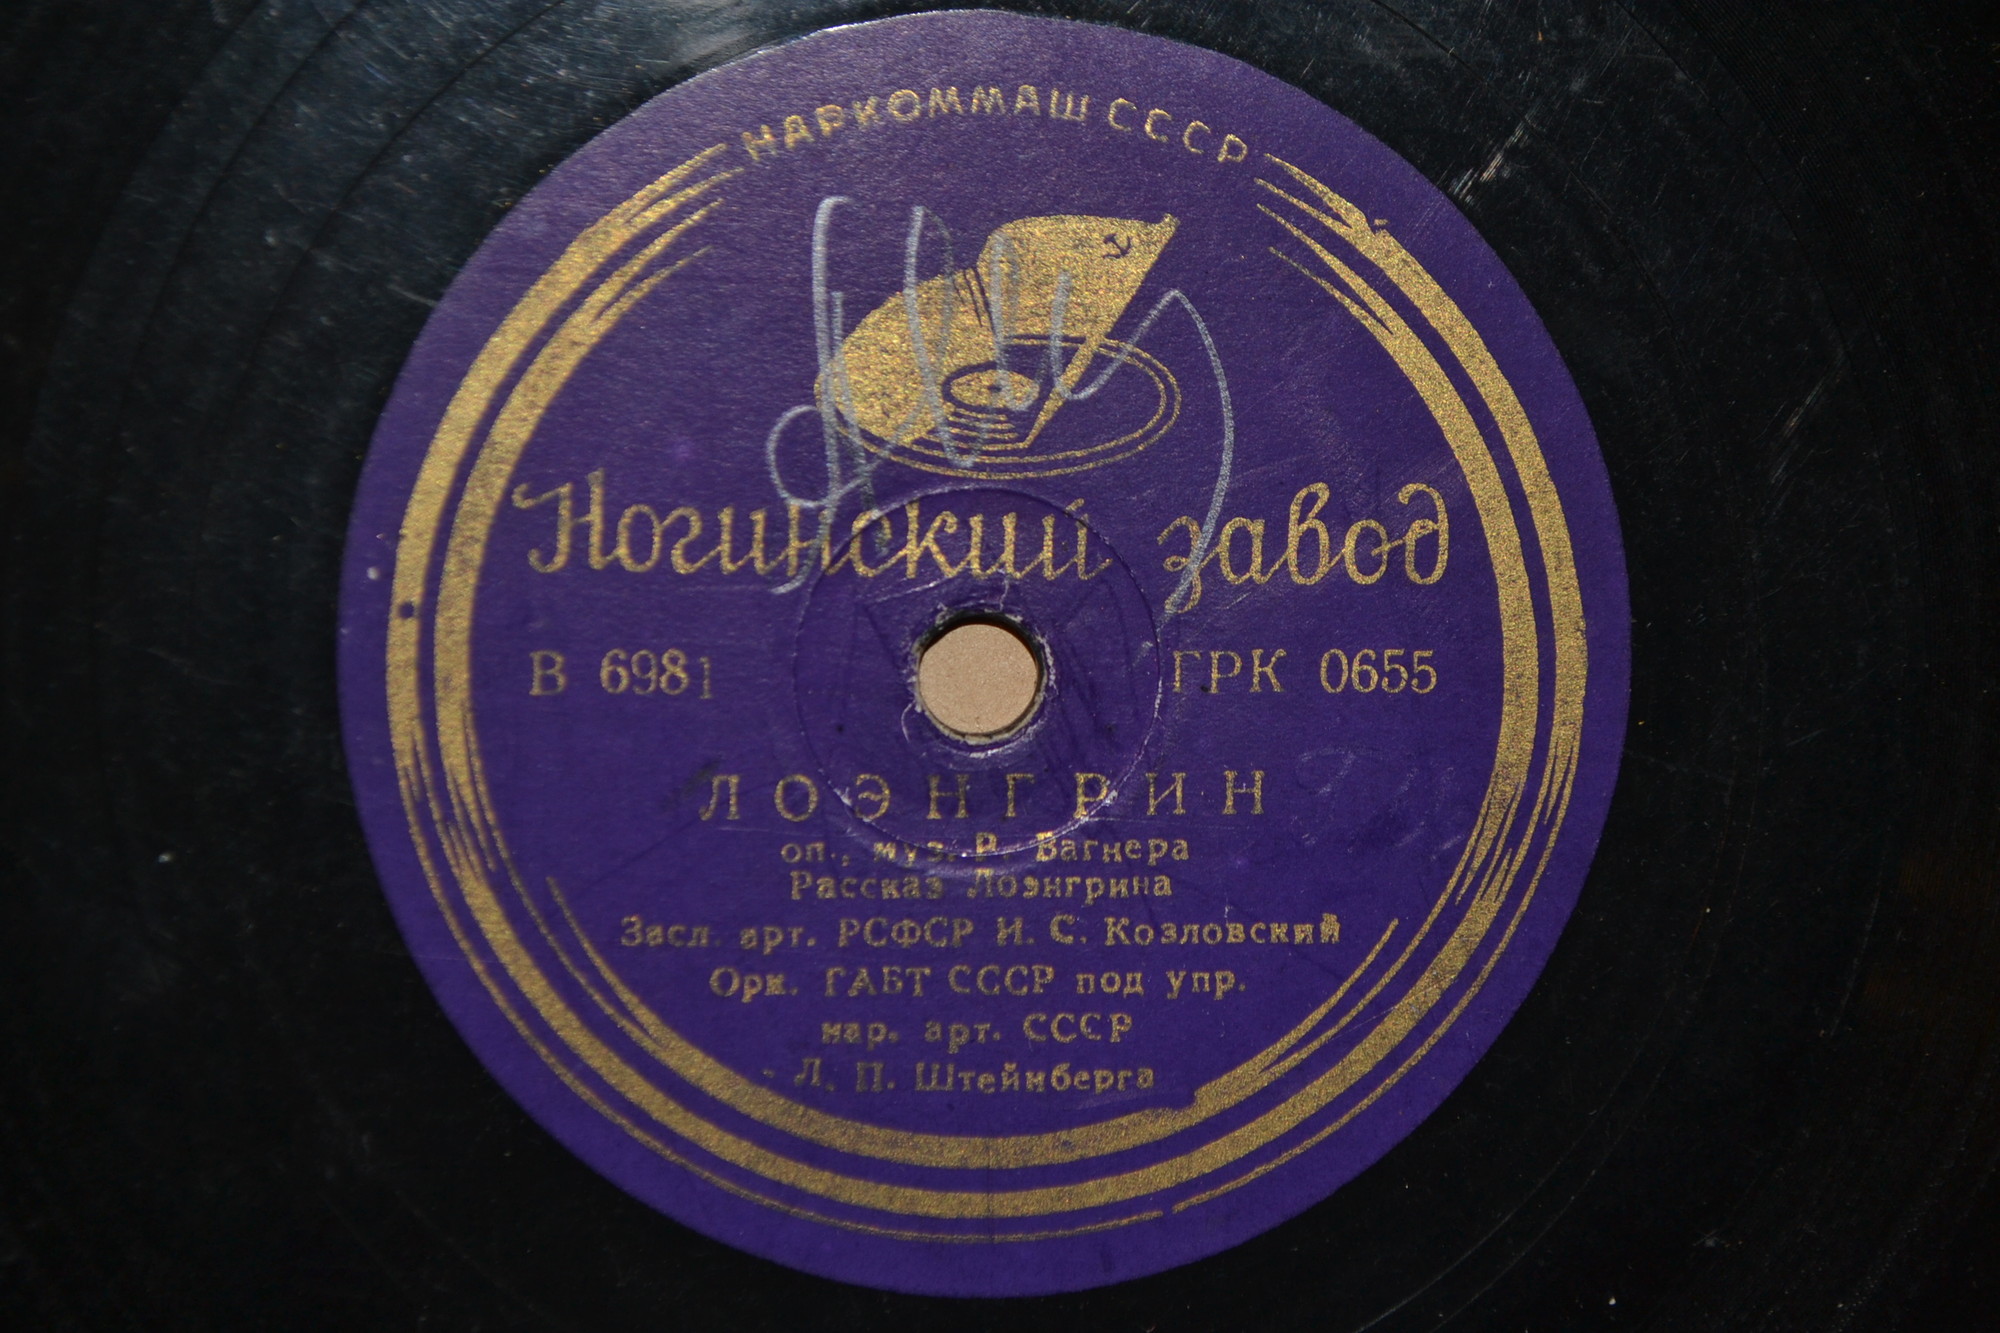 НАРКОММАШ СССР
Ногинский завод
В 6981 ГРК 0655
ЛОЭНГРИН
оп., муз. В. Вагнера
Рассказ Лоэнгрина
Засл. арт. РСФСР И. С. Козловский
Орк. ГАБТ СССР под упр.
нар. арт. СССР
Л. П. Штейнберга